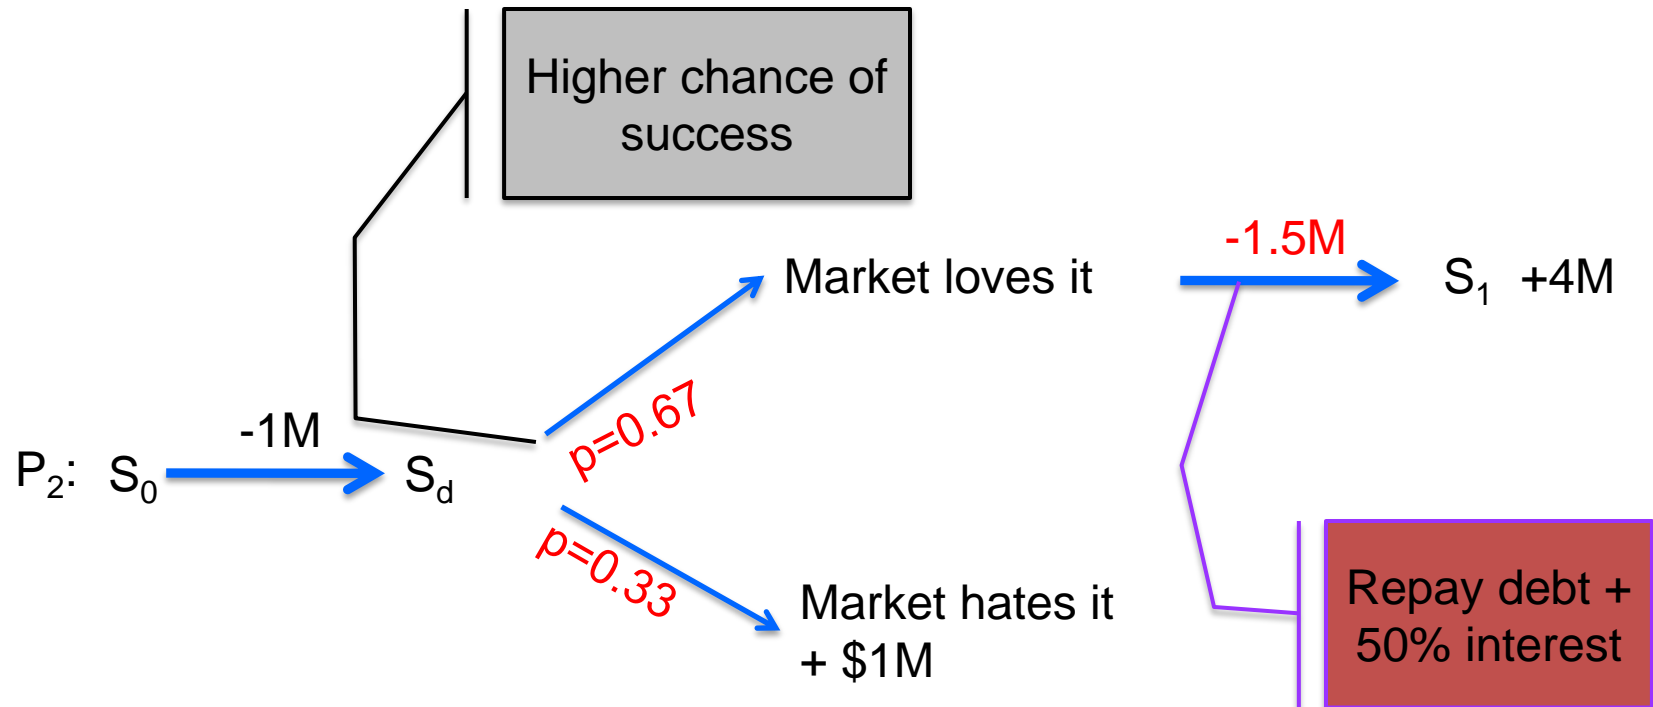 Higher chance of
success
-1.5M
Market loves it
S₁ +4M
p=0.67
-1M
P₂: S₀
S_d
p=0.33
Market hates it
+ $1M
Repay debt +
50% interest